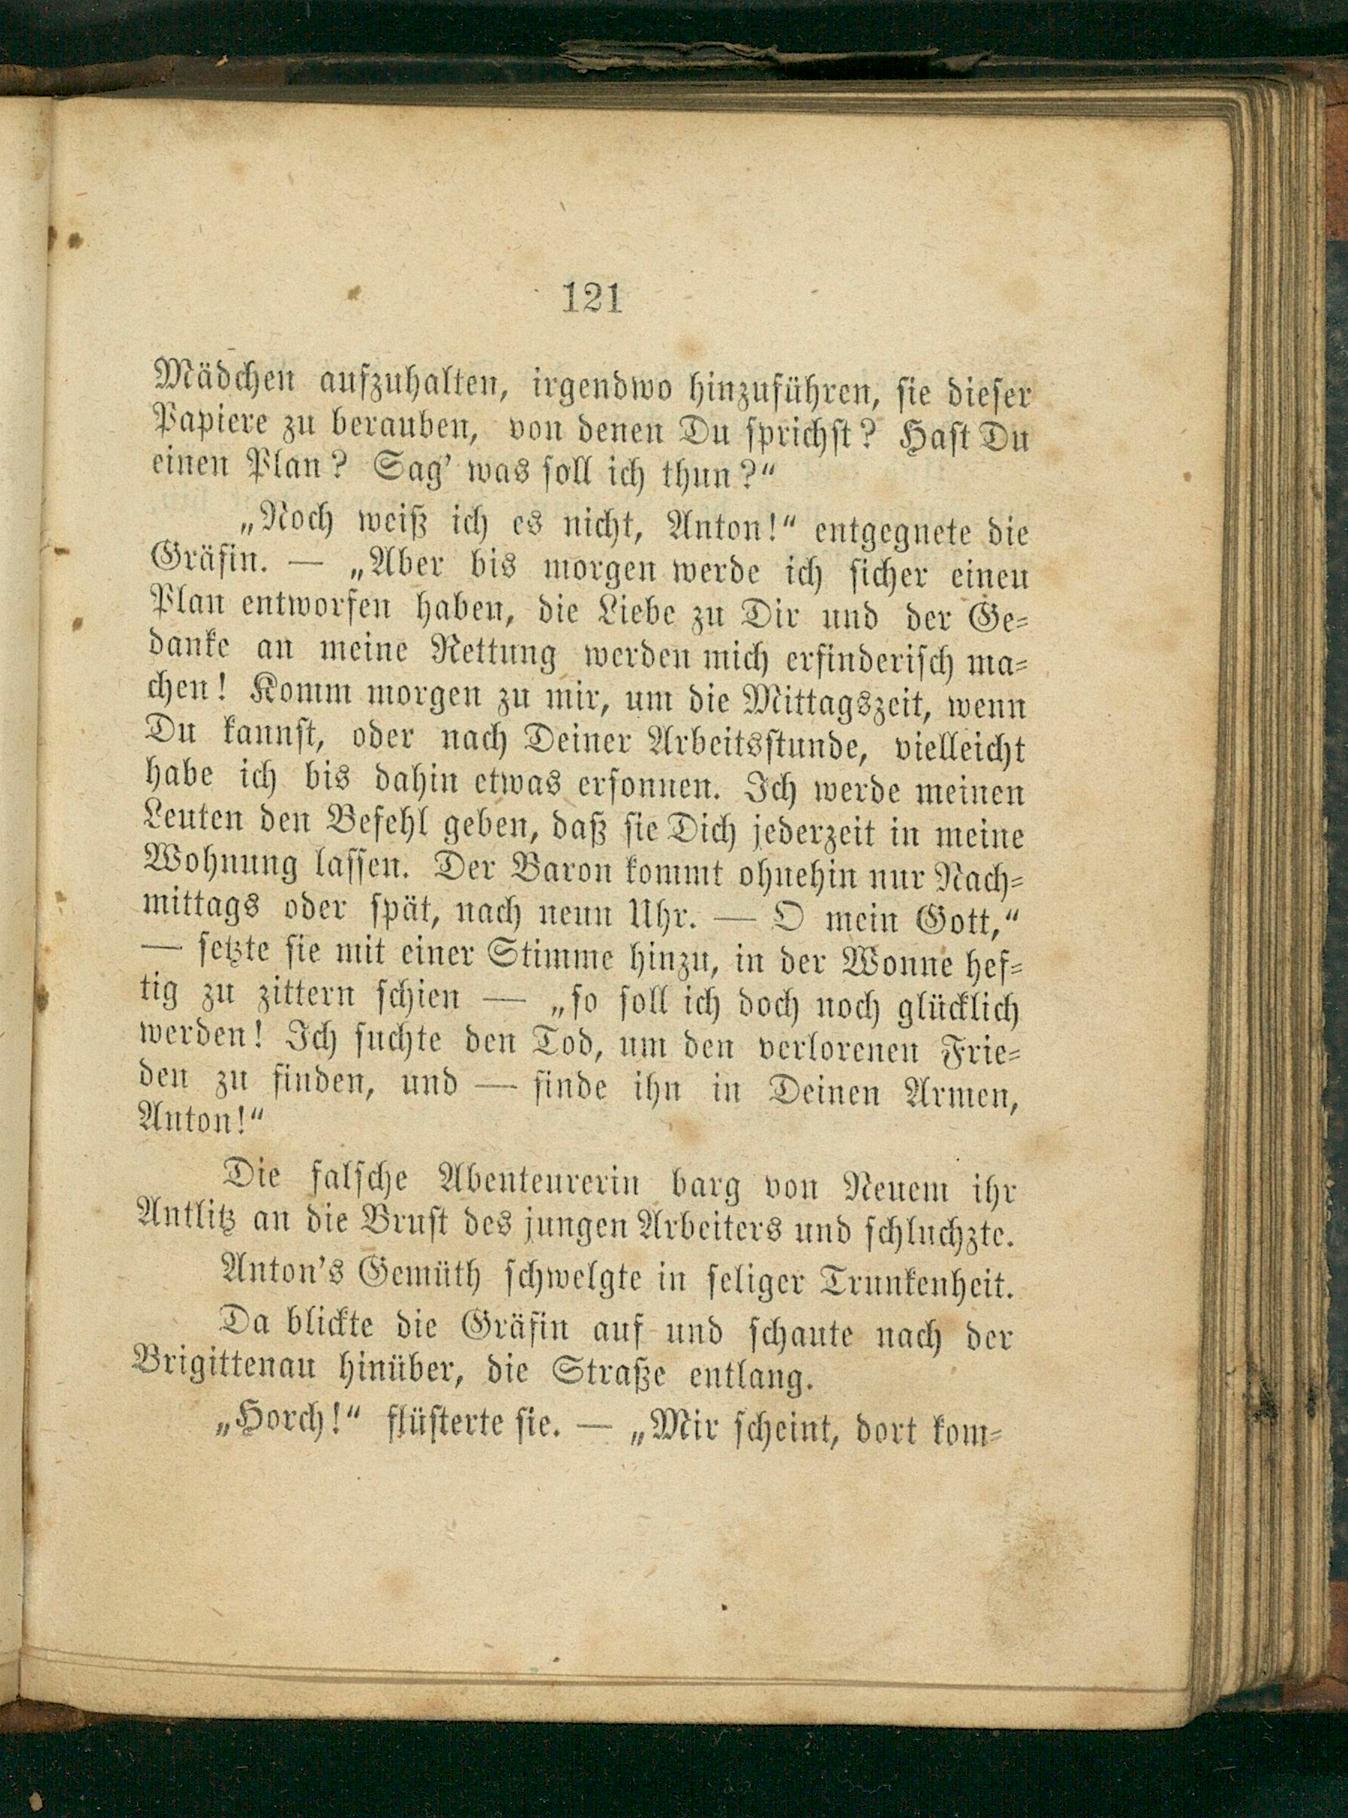 121
Mädchen aufzuhalten, irgendwo hinzuführen, sie dieser
Papiere zu berauben, von denen Du sprichst? Hast Du
einen Plan? Sag' was soll ich thun?“
„Noch weiß ich es nicht, Anton!“ entgegnete die
Gräfin. — „Aber bis morgen werde ich sicher einen
Plan entworfen haben, die Liebe zu Dir und der Ge-
danke an meine Rettung werden mich erfinderisch ma-
chen! Komm morgen zu mir, um die Mittagszeit, wenn
Du kannst, oder nach Deiner Arbeitsstunde, vielleicht
habe ich bis dahin etwas ersonnen. Ich werde meinen
Leuten den Befehl geben, daß sie Dich jederzeit in meine
Wohnung lassen. Der Baron kommt ohnehin nur Nach-
mittags oder spät, nach neun Uhr. — O mein Gott,“
— setzte sie mit einer Stimme hinzu, in der Wonne hef-
tig zu zittern schien — „so soll ich doch noch glücklich
werden! Ich suchte den Tod, um den verlorenen Frie-
den zu finden, und — finde ihn in Deinen Armen,
Anton!“
Die falsche Abenteurerin barg von Neuem ihr
Antlitz an die Brust des jungen Arbeiters und schluchzte.
Anton's Gemüth schwelgte in seliger Trunkenheit.
Da blickte die Gräfin auf und schaute nach der
Brigittenau hinüber, die Straße entlang.
„Horch!“ flüsterte sie. — „Mir scheint, dort kom-